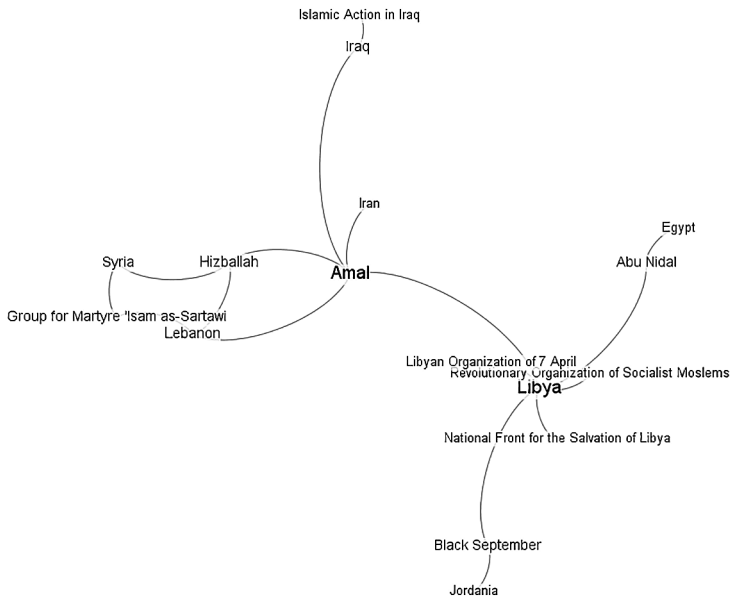 Islamic Action in Iraq
Iraq
Iran
Egypt
Syria
Hizballah
Abu Nidal
Amal
Group for Martyre 'Isam as-Sartawi
Lebanon
Libyan Organization of 7 April
Revolutionary Organization of Socialist Moslems
Libya
National Front for the Salvation of Libya
Black September
Jordania